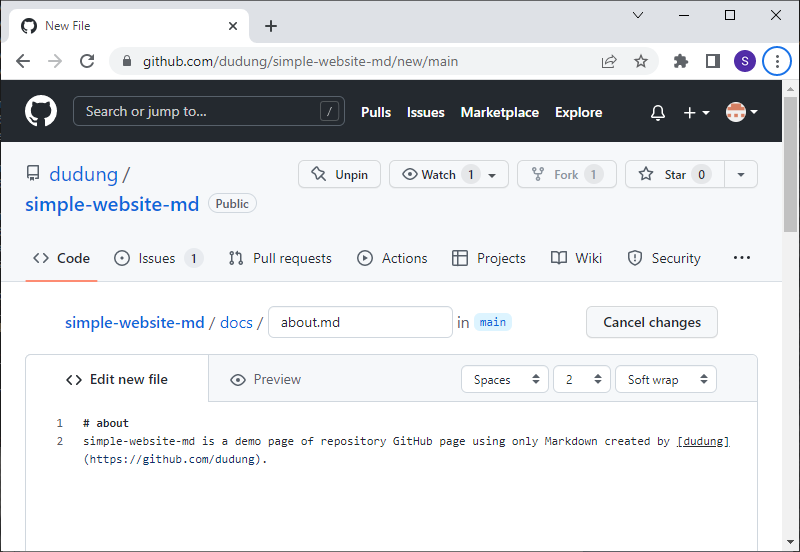 New File
github.com/dudung/simple-website-md/new/main
S
Search or jump to... /
Pulls Issues Marketplace Explore
dudung /
simple-website-md Public
Unpin Watch 1 Fork 1 Star 0
Code Issues 1 Pull requests Actions Projects Wiki Security
simple-website-md / docs / about.md in main Cancel changes
Edit new file Preview Spaces 2 Soft wrap
1 # about
2 simple-website-md is a demo page of repository GitHub page using only Markdown created by [dudung]
(https://github.com/dudung).